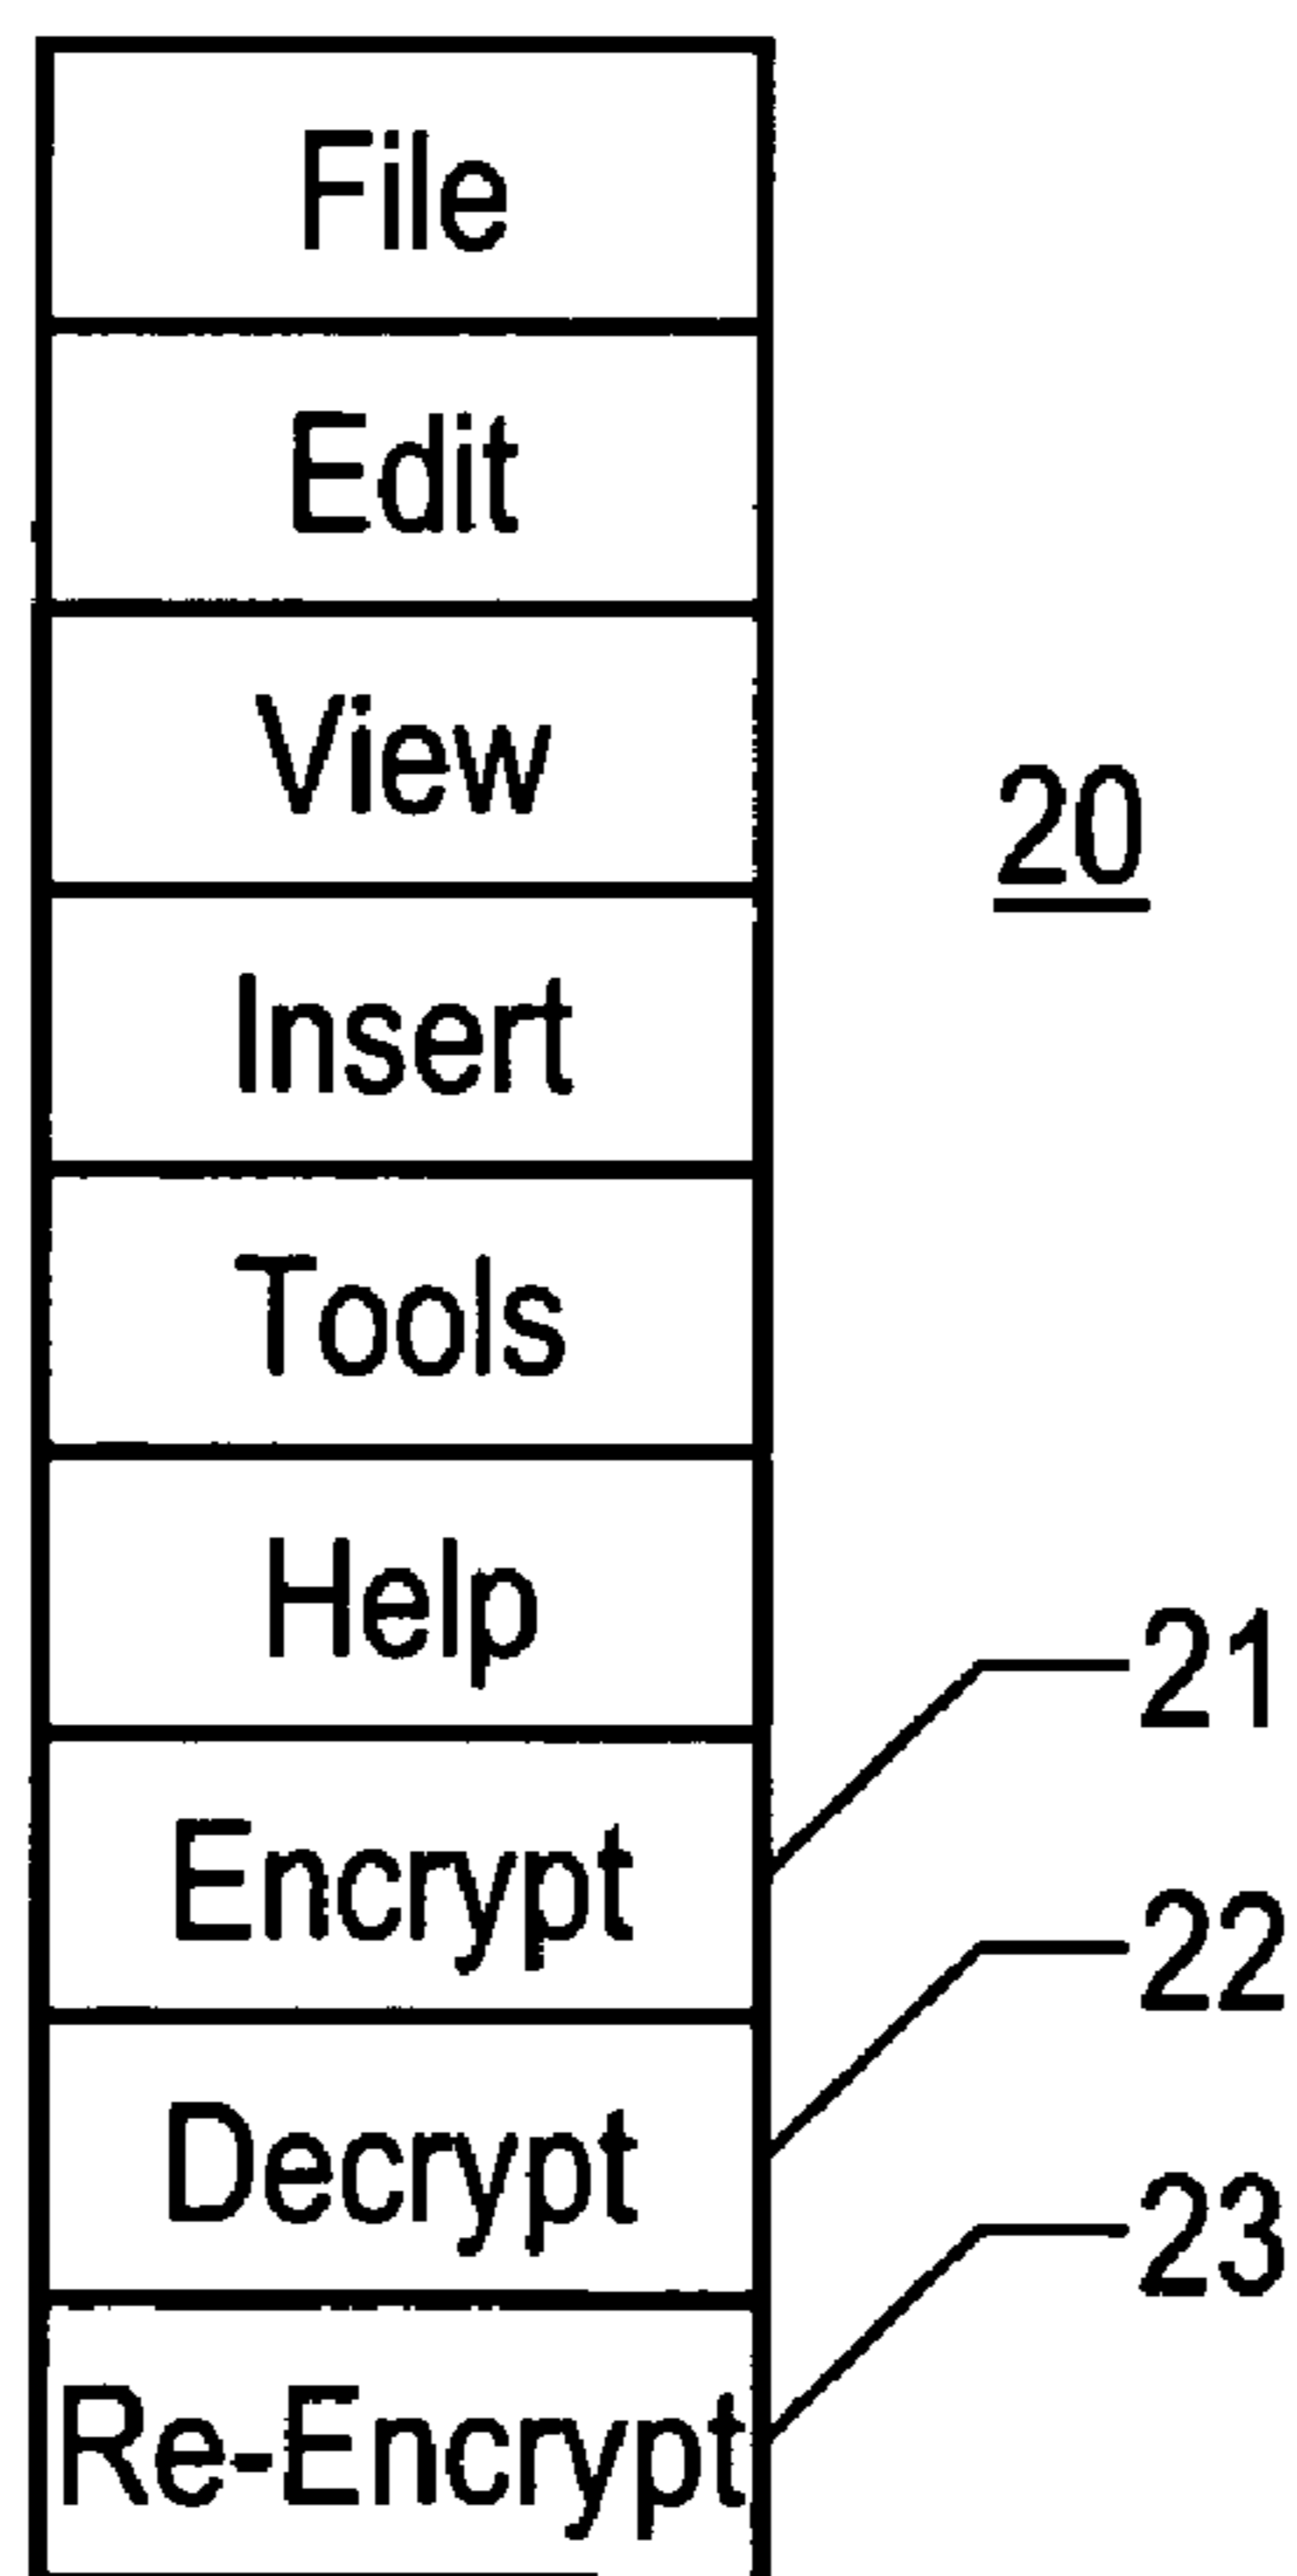 File
Edit
View
20
Insert
Tools
Help
21
Encrypt
22
Decrypt
23
Re-Encrypt